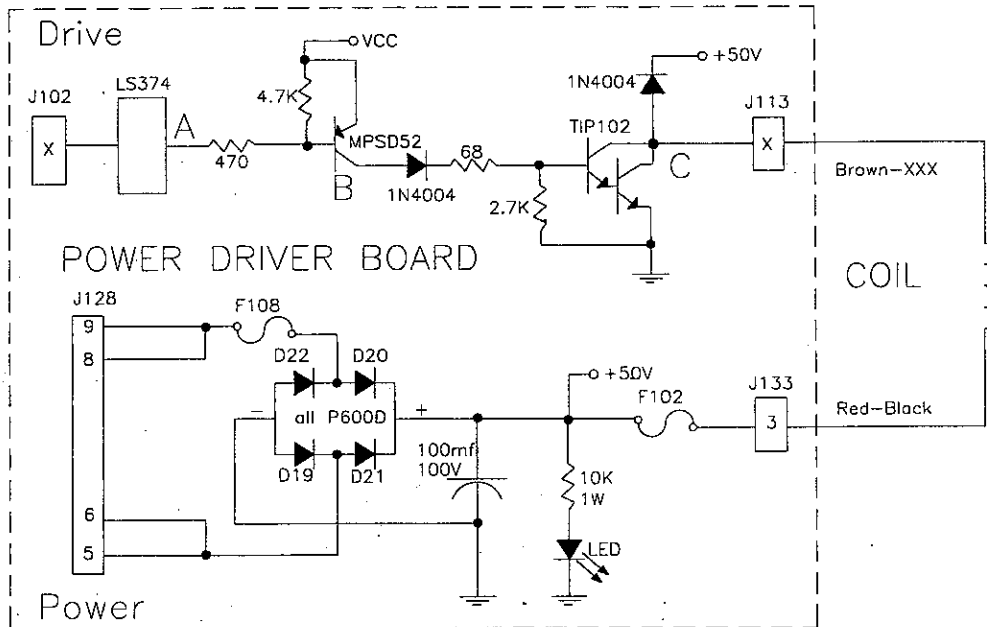 Drive
VCC
+50V
LS374
J102
4.7K
1N4004
J113
A
TiP102
X
470
MPSD52
68
X
B
1N4004
C
Brown-XXX
2.7K
POWER DRIVER BOARD
COIL
J128
F108
9
8
D22
D20
+50V
J133
F102
-
all P600D
+
Red-Black
3
D19
D21
100mf
100V
10K
1W
6
5
LED
Power